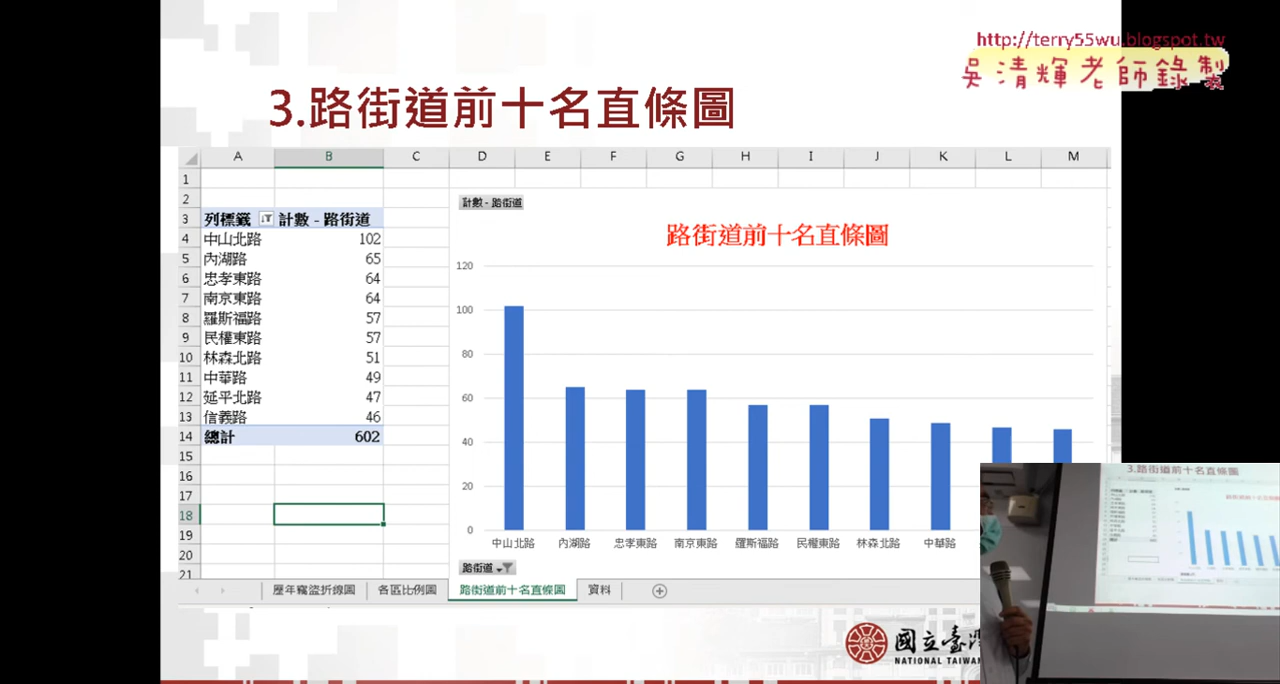 http://terry55wu.blogspot.tw
吳清輝老師錄製
3.路街道前十名直條圖
A B C D E F G H I J K L M
1
2
3 列標籤 計數 - 路街道
4 中山北路 102
5 內湖路 65
6 忠孝東路 64
7 南京東路 64
8 羅斯福路 57
9 民權東路 57
10 林森北路 51
11 中華路 49
12 延平北路 47
13 信義路 46
14 總計 602
15
16
17
18
19
20
21
計數 - 路街道
路街道前十名直條圖
120
100
80
60
40
20
0
中山北路 內湖路 忠孝東路 南京東路 羅斯福路 民權東路 林森北路 中華路
路街道
歷年竊盜折線圖 各區比例圖 路街道前十名直條圖 資料
國立臺灣
NATIONAL TAIWA
3.路街道前十名直條圖